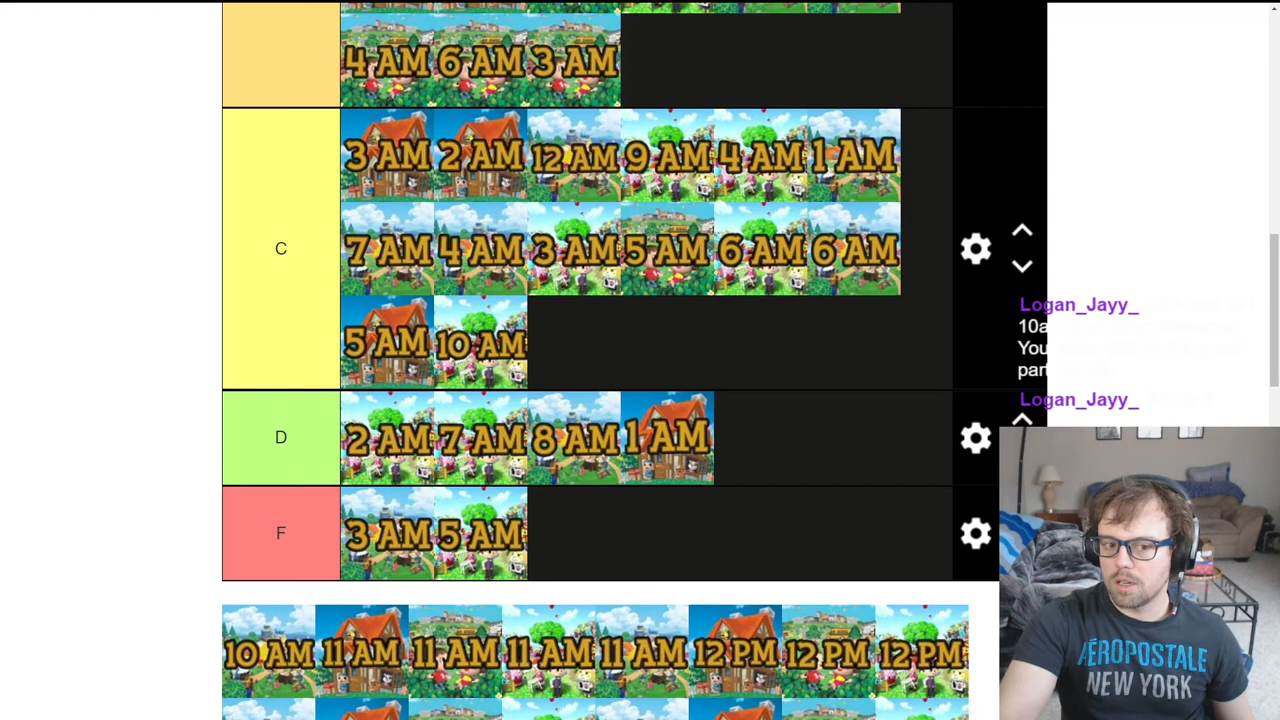 4 AM 6 AM 3 AM
C
3 AM 2 AM 12 AM 9 AM 4 AM 1 AM
7 AM 4 AM 3 AM 5 AM 6 AM 6 AM
5 AM 10 AM
D
2 AM 7 AM 8 AM 1 AM
F
3 AM 5 AM
10 AM 11 AM 11 AM 11 AM 11 AM 12 PM 12 PM 12 PM
Logan_Jayy_
10a
You
part
Logan_Jayy_
AÉROPOSTALE
NEW YORK